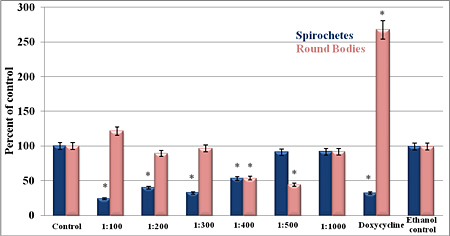 300
250
200
150
100
50
0
Percent of control
Spirochetes
Round Bodies
*
* * * * * * * *
Control 1:100 1:200 1:300 1:400 1:500 1:1000 Doxycycline Ethanol
control